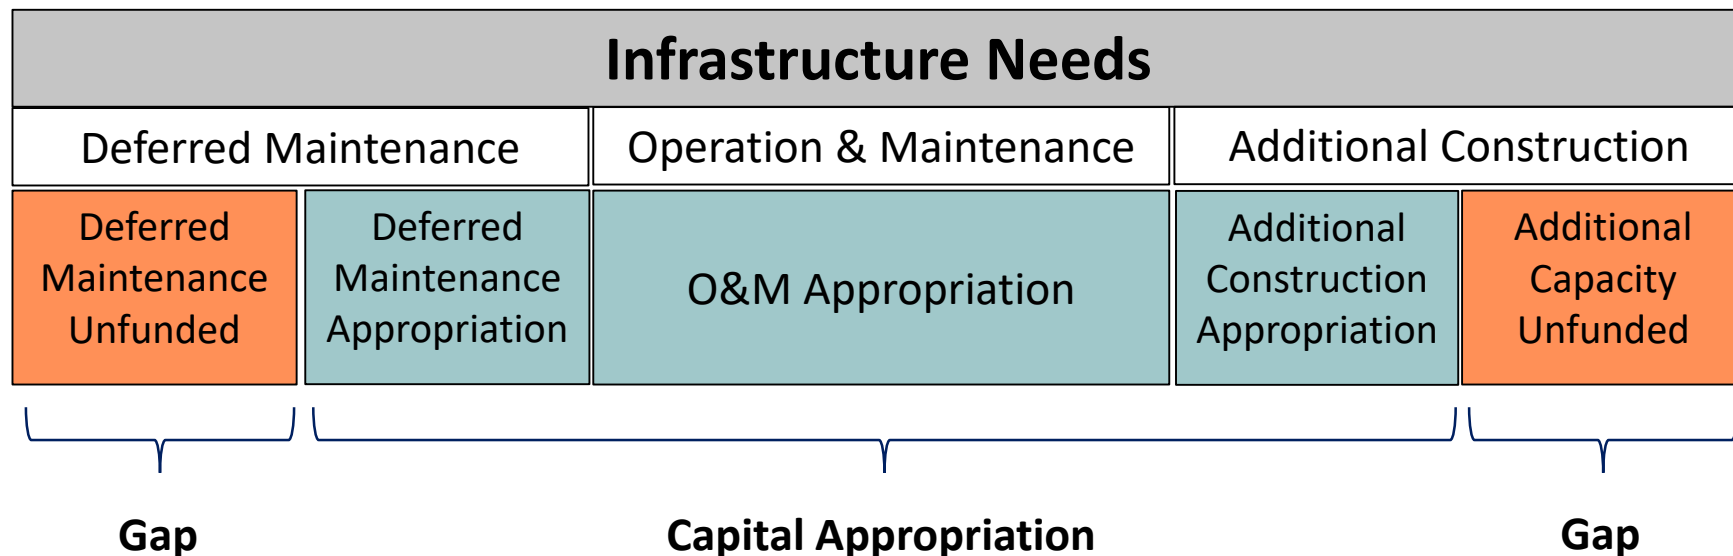 Infrastructure Needs
Deferred Maintenance
Operation & Maintenance
Additional Construction
Deferred
Maintenance
Unfunded
Deferred
Maintenance
Appropriation
O&M Appropriation
Additional
Construction
Appropriation
Additional
Capacity
Unfunded
Gap
Capital Appropriation
Gap